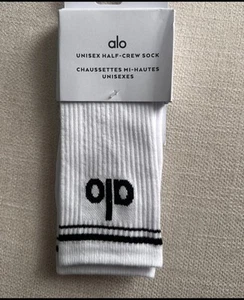 alo
UNISEX HALF-CREW SOCK
CHAUSSETTES MI-HAUTES
UNISEXES
alo